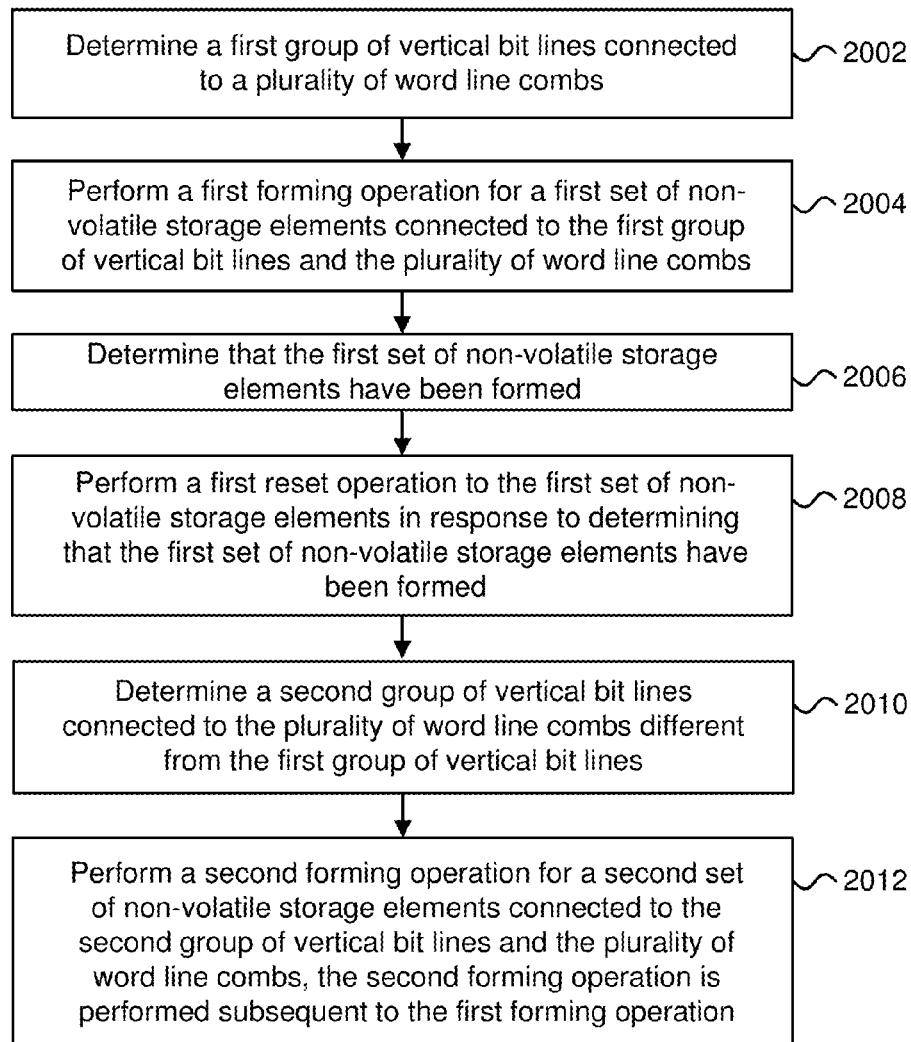 Determine a first group of vertical bit lines connected
to a plurality of word line combs
2002
Perform a first forming operation for a first set of non-
volatile storage elements connected to the first group
of vertical bit lines and the plurality of word line combs
2004
Determine that the first set of non-volatile storage
elements have been formed
2006
Perform a first reset operation to the first set of non-
volatile storage elements in response to determining
that the first set of non-volatile storage elements have
been formed
2008
Determine a second group of vertical bit lines
connected to the plurality of word line combs different
from the first group of vertical bit lines
2010
Perform a second forming operation for a second set
of non-volatile storage elements connected to the
second group of vertical bit lines and the plurality of
word line combs, the second forming operation is
performed subsequent to the first forming operation
2012